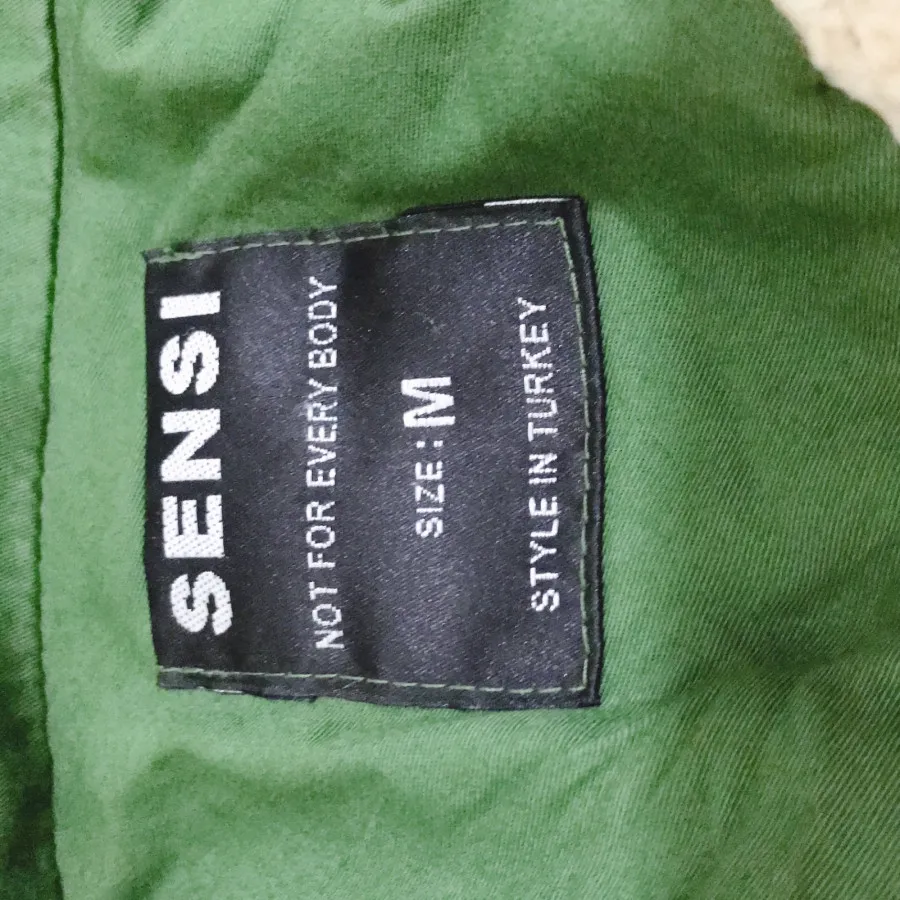 SENSI
NOT FOR EVERY BODY
SIZE : M
STYLE IN TURKEY